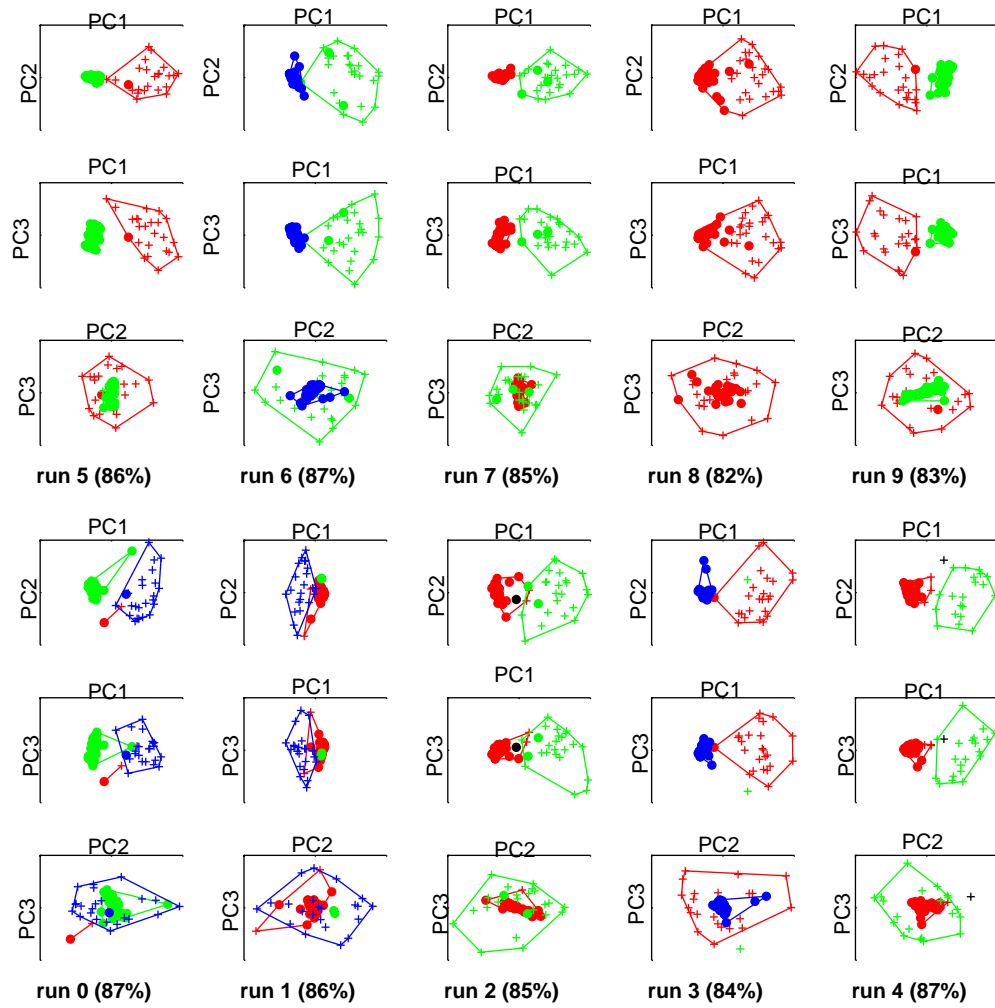 PC1 PC1 PC1 PC1 PC1
PC2 PC2 PC2 PC2 PC2
PC1 PC1 PC1 PC1 PC1
PC3 PC3 PC3 PC3 PC3
PC2 PC2 PC2 PC2 PC2
PC3 PC3 PC3 PC3 PC3
run 5 (86%) run 6 (87%) run 7 (85%) run 8 (82%) run 9 (83%)
PC1 PC1 PC1 PC1 PC1
PC2 PC2 PC2 PC2 PC2
PC1 PC1 PC1 PC1 PC1
PC3 PC3 PC3 PC3 PC3
PC2 PC2 PC2 PC2 PC2
PC3 PC3 PC3 PC3 PC3
run 0 (87%) run 1 (86%) run 2 (85%) run 3 (84%) run 4 (87%)